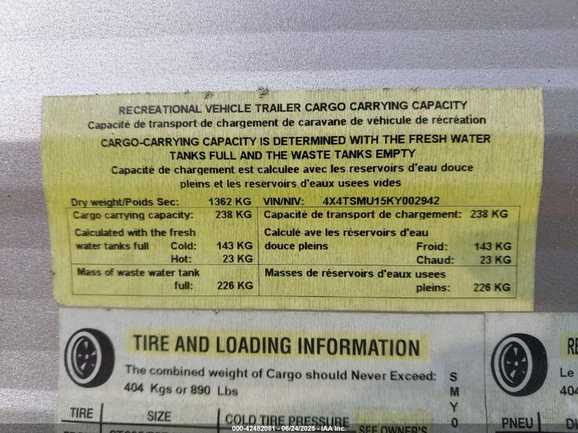 RECREATIONAL VEHICLE TRAILER CARGO CARRYING CAPACITY
Capacité de transport de chargement de caravane de véhicule de récréation
CARGO-CARRYING CAPACITY IS DETERMINED WITH THE FRESH WATER
TANKS FULL AND THE WASTE TANKS EMPTY
Capacité de chargement est calculee avec les reservoirs d'eau douce
pleins et les reservoirs d'eaux usees vides
Dry weight/Poids Sec: 1362 KG VIN/NIV: 4X4TSMU15KY002942
Cargo carrying capacity: 238 KG Capacitie de transport de chargement: 238 KG
Calculated with the fresh Calculé ave les réservoirs d'eau
water tanks full Cold: 143 KG douce pleins Froid: 143 KG
Hot: 23 KG Chaud: 23 KG
Mass of waste water tank Masses de réservoirs d'eaux usees
full: 226 KG pleins: 226 KG
TIRE AND LOADING INFORMATION
The combined weight of Cargo should Never Exceed:
404 Kgs or 890 Lbs
S
M
Y
0
Le
404
TIRE SIZE COLD TIRE PRESSURE SEE OWNER'S
PNEU
000-42482081 - 06/24/2025 - IAA Inc.